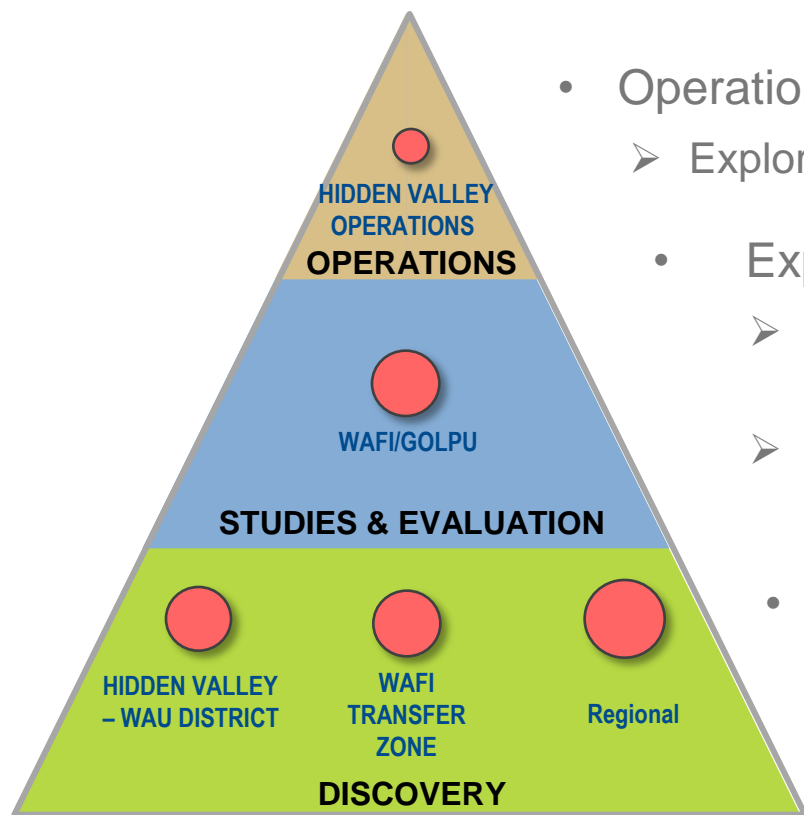 • Operatio
➢ Explor
HIDDEN VALLEY
OPERATIONS
OPERATIONS
• Exp
➢
➢
WAFI/GOLPU
STUDIES & EVALUATION
•
HIDDEN VALLEY
– WAU DISTRICT
WAFI
TRANSFER
ZONE
Regional
DISCOVERY